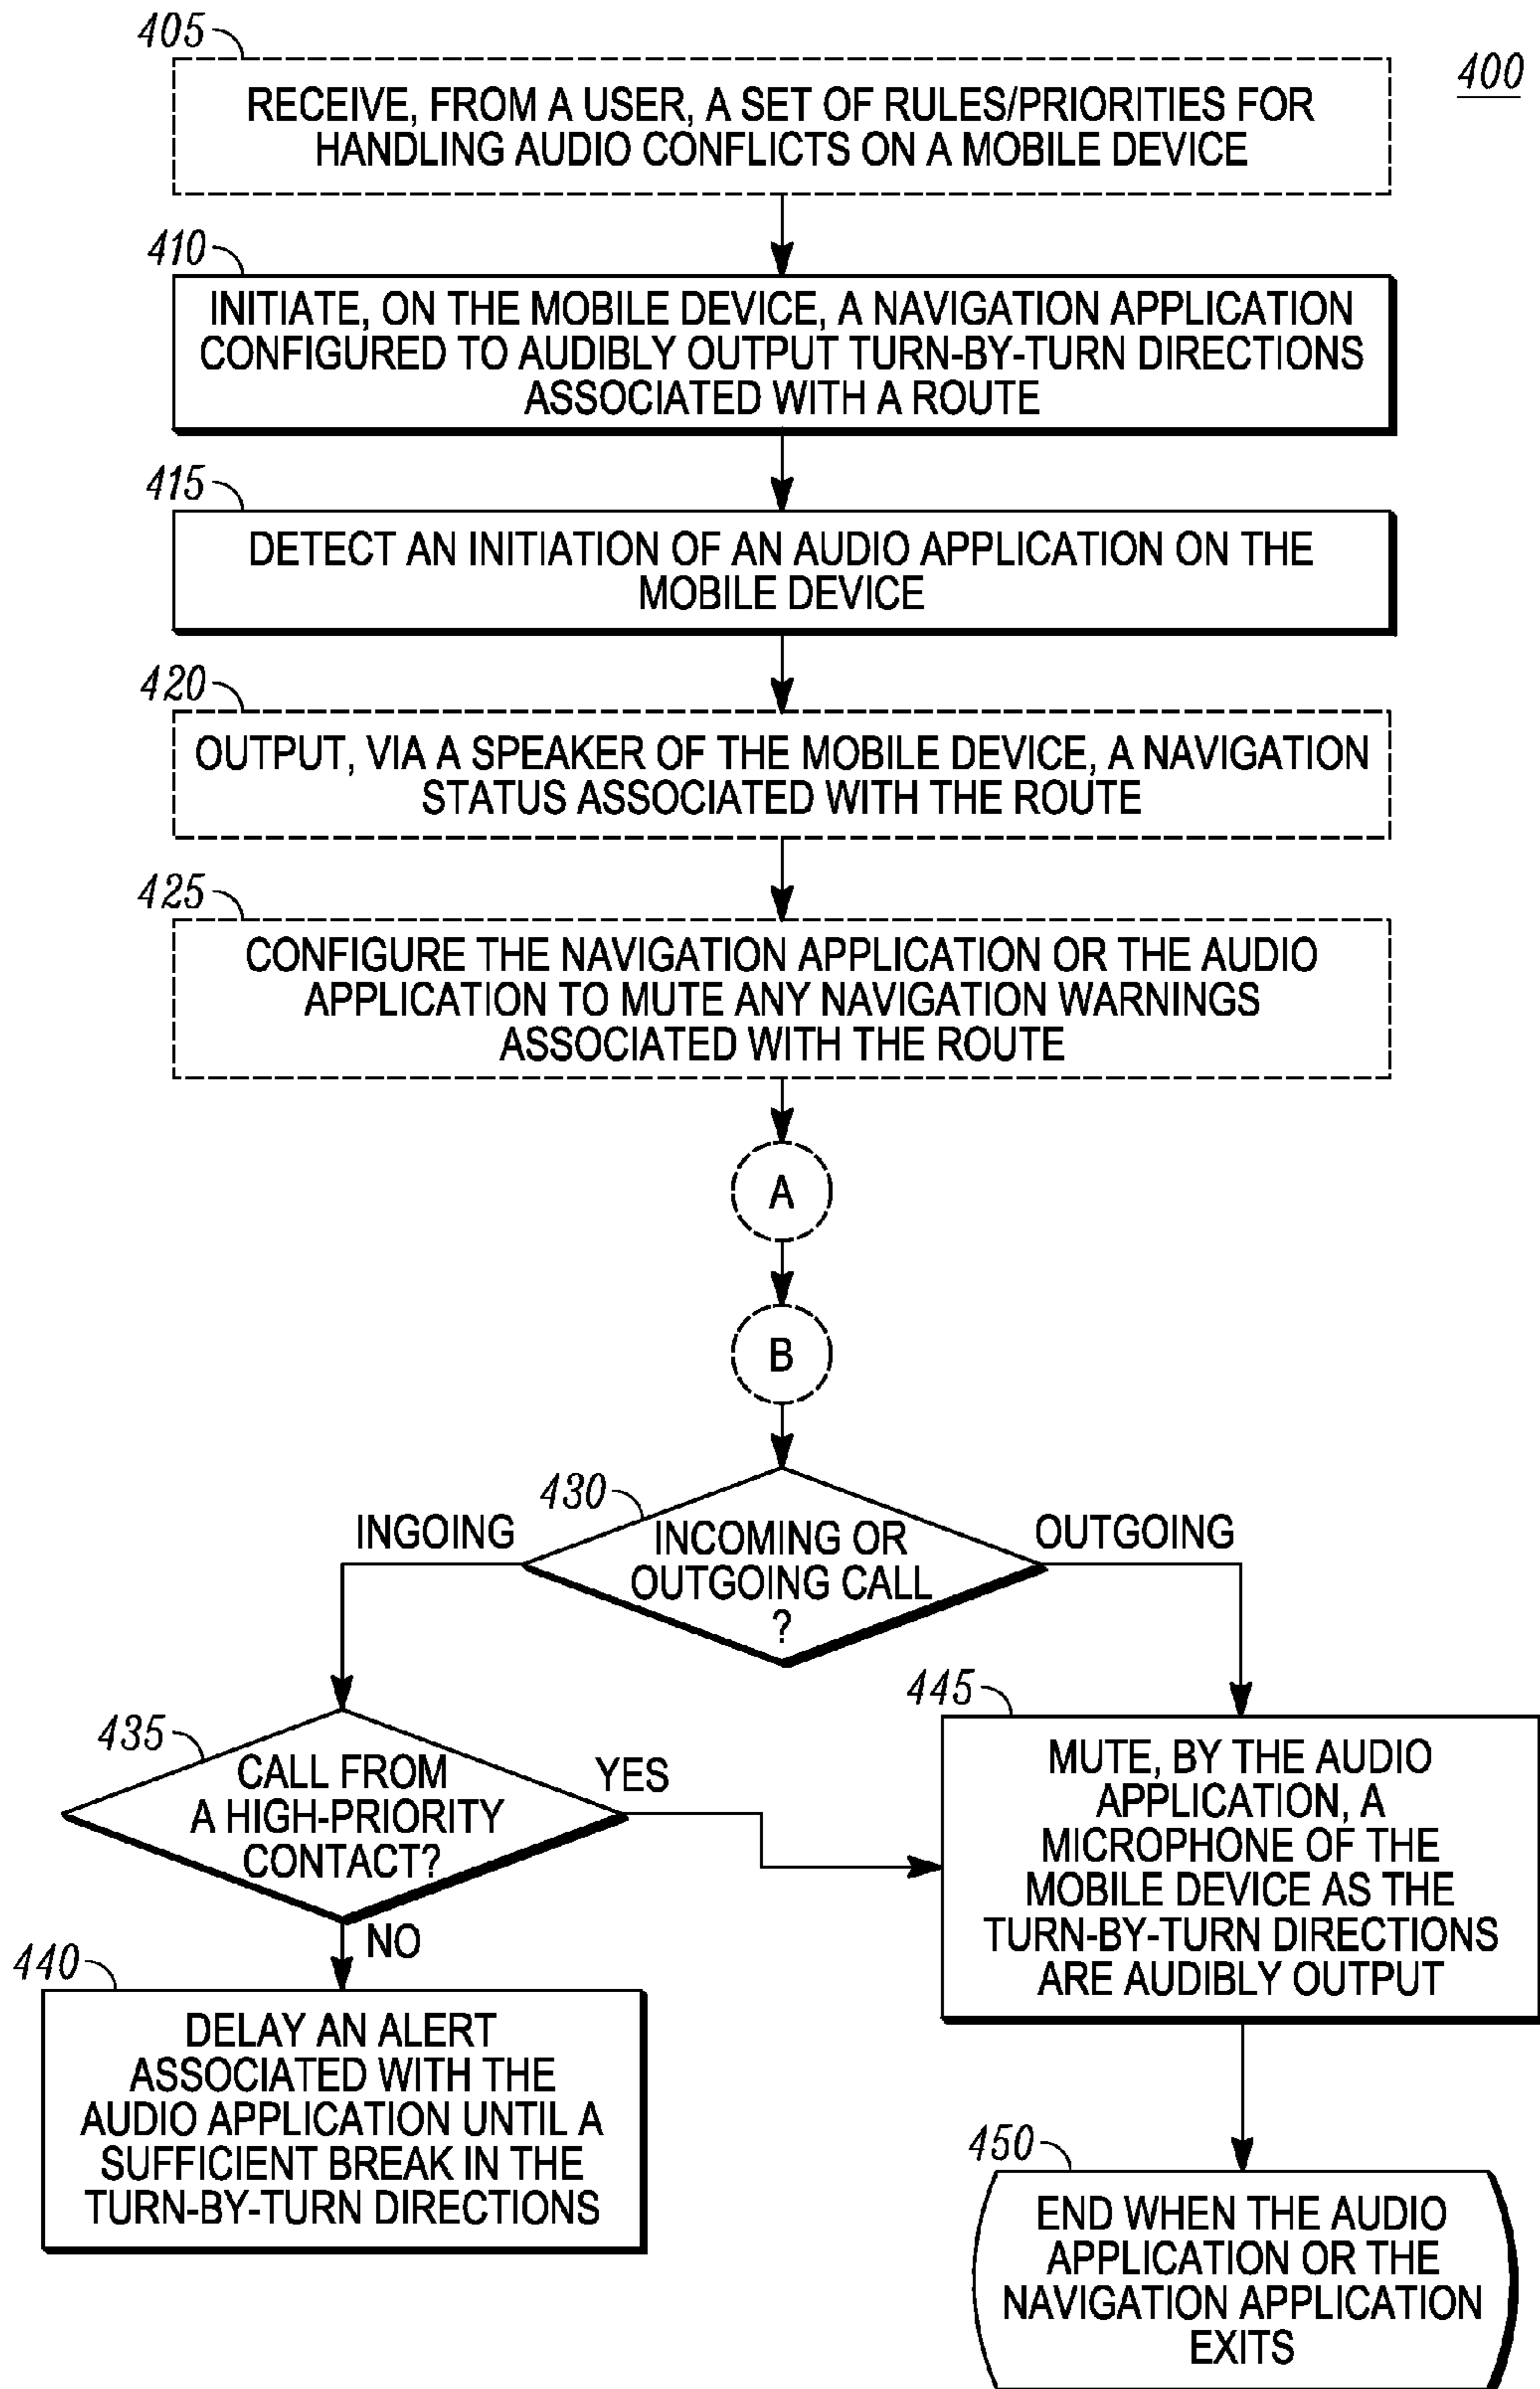 405
400
RECEIVE, FROM A USER, A SET OF RULES/PRIORITIES FOR
HANDLING AUDIO CONFLICTS ON A MOBILE DEVICE
410
INITIATE, ON THE MOBILE DEVICE, A NAVIGATION APPLICATION
CONFIGURED TO AUDIBLY OUTPUT TURN-BY-TURN DIRECTIONS
ASSOCIATED WITH A ROUTE
415
DETECT AN INITIATION OF AN AUDIO APPLICATION ON THE
MOBILE DEVICE
420
OUTPUT, VIA A SPEAKER OF THE MOBILE DEVICE, A NAVIGATION
STATUS ASSOCIATED WITH THE ROUTE
425
CONFIGURE THE NAVIGATION APPLICATION OR THE AUDIO
APPLICATION TO MUTE ANY NAVIGATION WARNINGS
ASSOCIATED WITH THE ROUTE
A
B
430
INGOING
INCOMING OR
OUTGOING CALL
?
OUTGOING
435
CALL FROM
A HIGH-PRIORITY
CONTACT?
YES
NO
445
MUTE, BY THE AUDIO
APPLICATION, A
MICROPHONE OF THE
MOBILE DEVICE AS THE
TURN-BY-TURN DIRECTIONS
ARE AUDIBLY OUTPUT
440
DELAY AN ALERT
ASSOCIATED WITH THE
AUDIO APPLICATION UNTIL A
SUFFICIENT BREAK IN THE
TURN-BY-TURN DIRECTIONS
450
END WHEN THE AUDIO
APPLICATION OR THE
NAVIGATION APPLICATION
EXITS